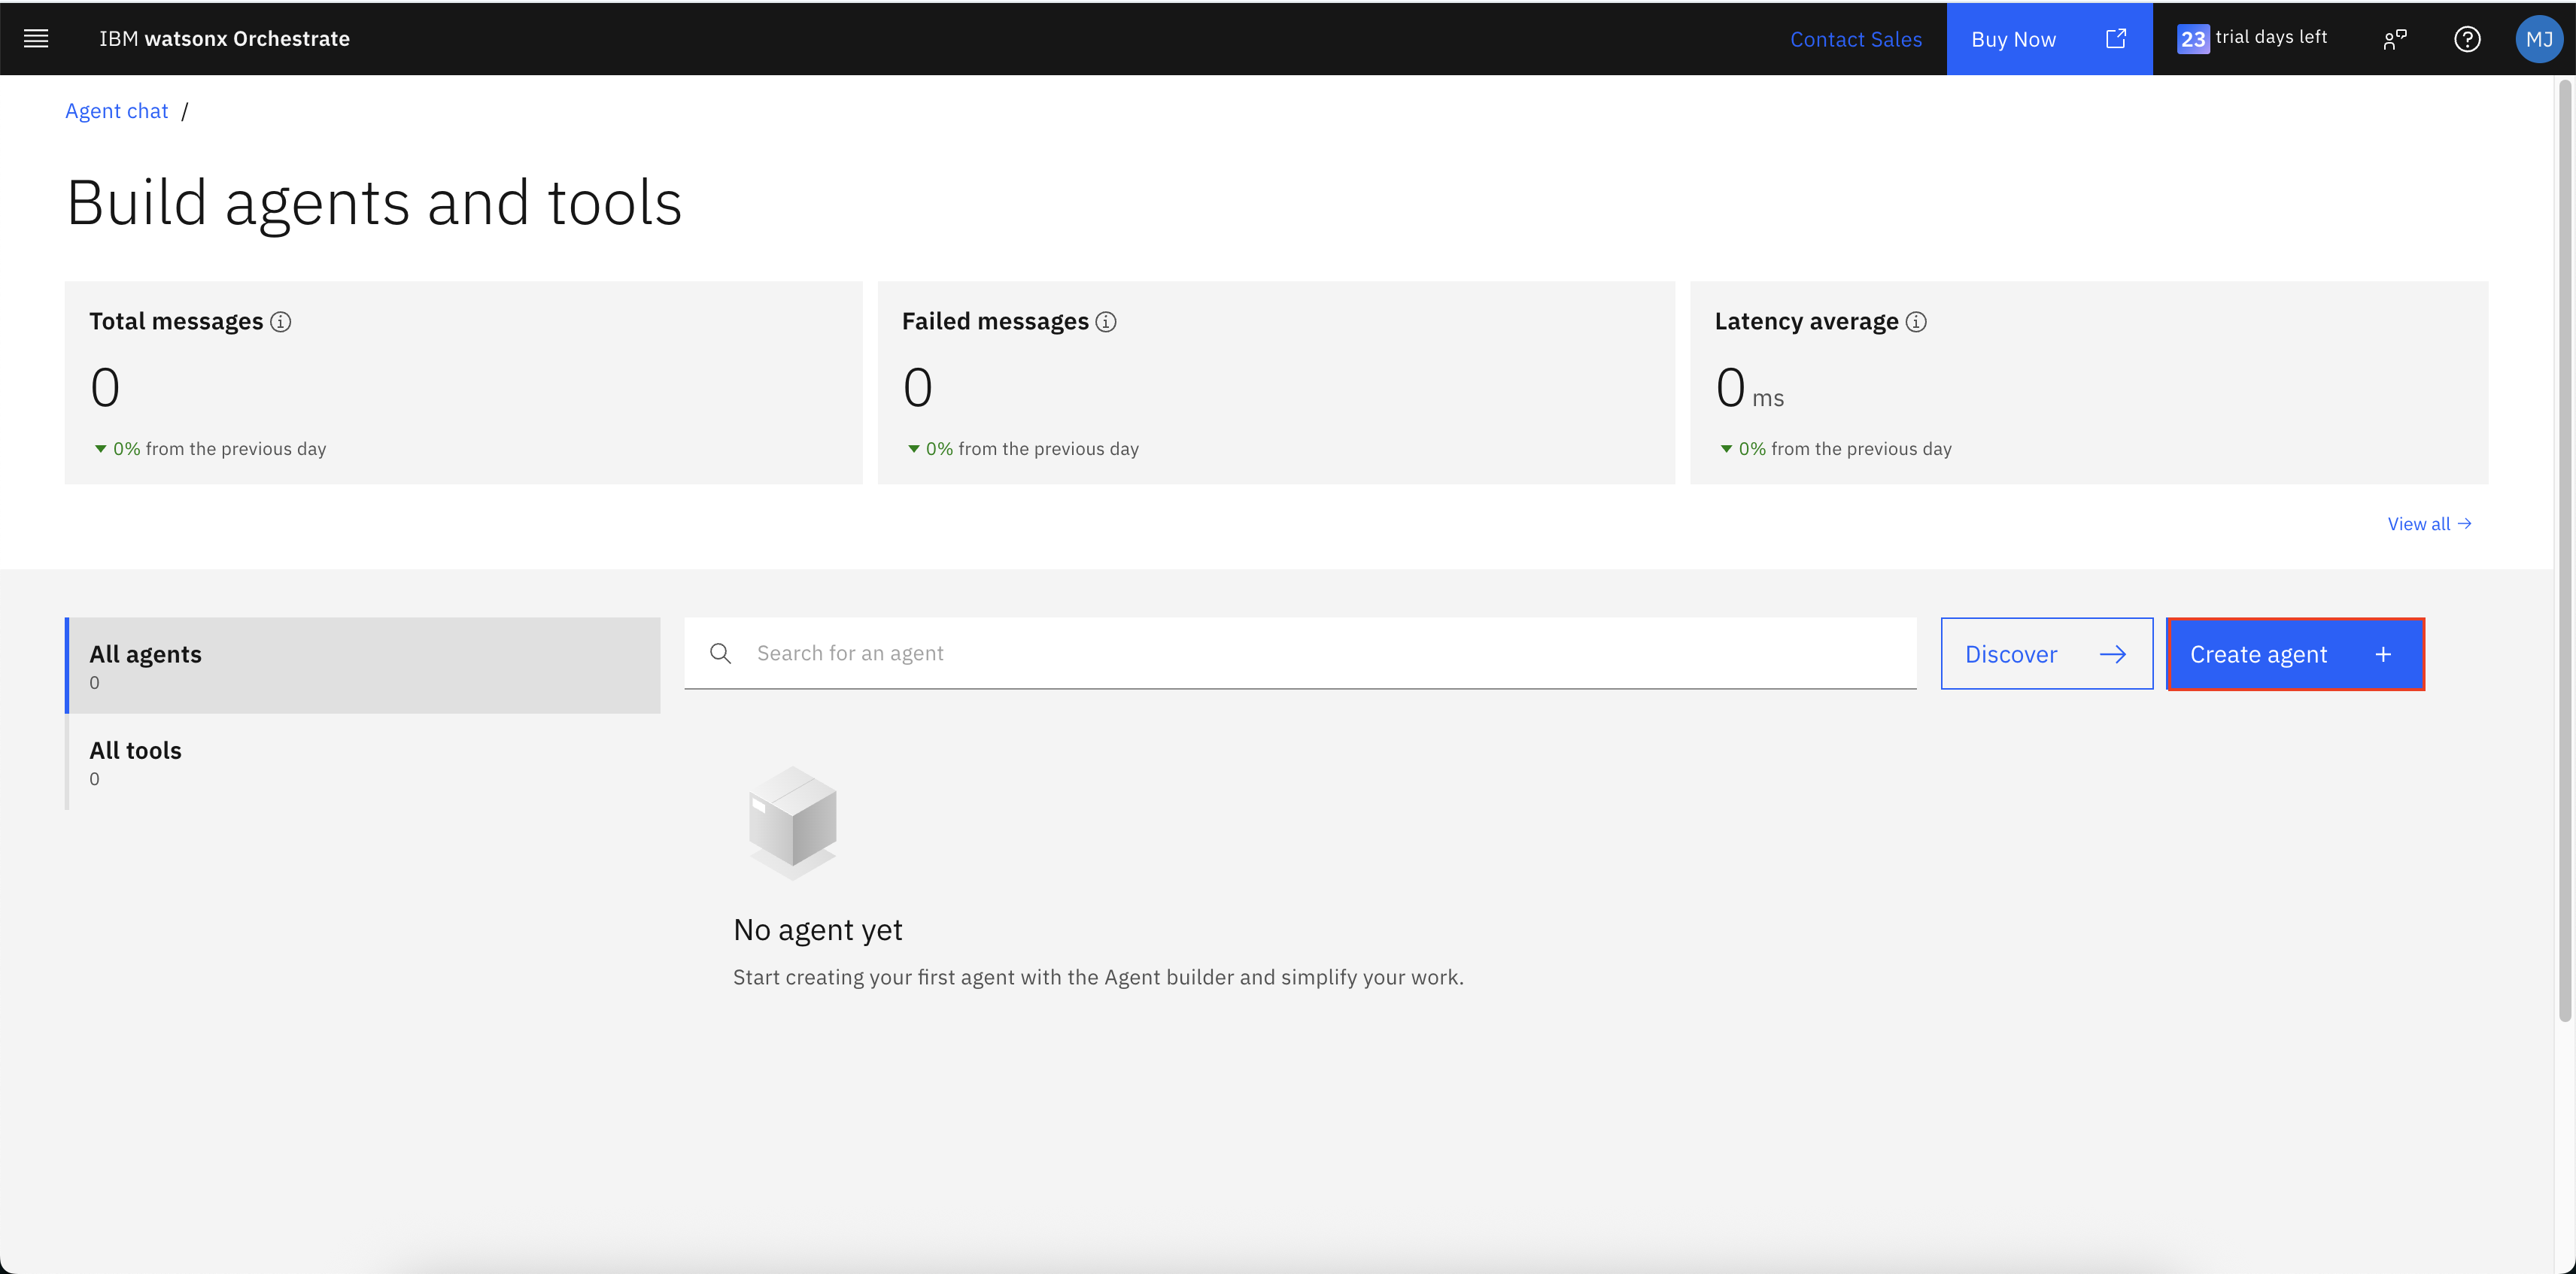 IBM watsonx Orchestrate
Contact Sales
Buy Now
23 trial days left
MJ
Agent chat /
Build agents and tools
Total messages
0
0% from the previous day
Failed messages
0
0% from the previous day
Latency average
0 ms
0% from the previous day
View all
All agents
0
All tools
0
Search for an agent
Discover
Create agent +
No agent yet
Start creating your first agent with the Agent builder and simplify your work.